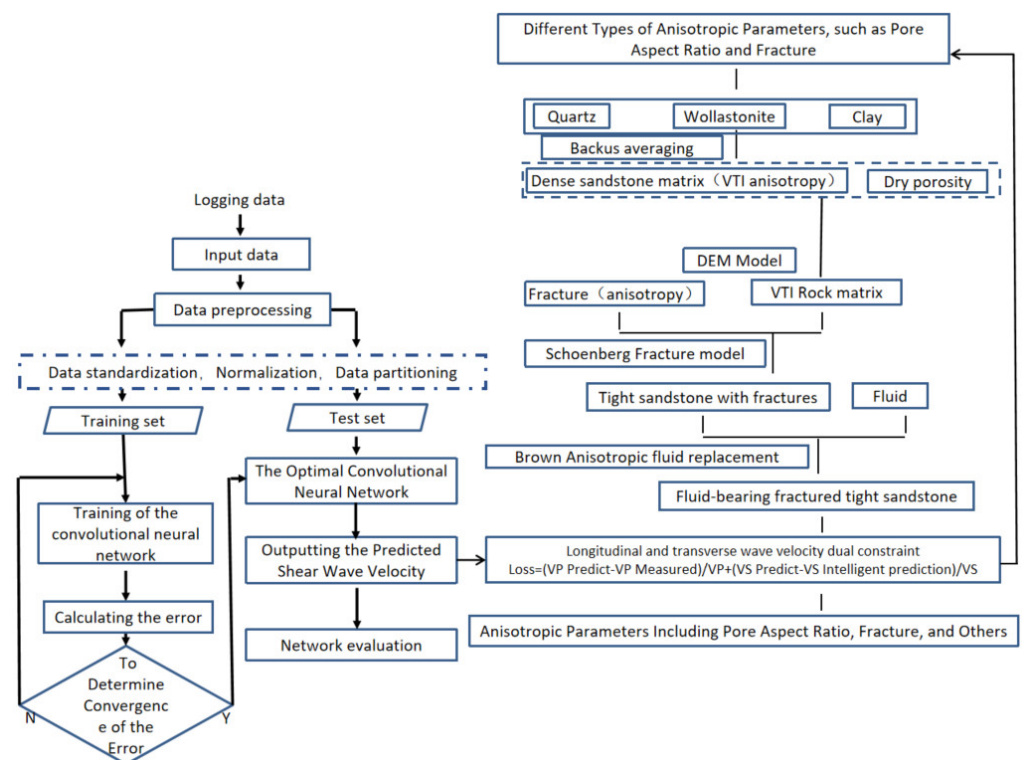 Logging data
Input data
Data preprocessing
Data standardization、Normalization、Data partitioning
Training set
Test set
Training of the
convolutional neural
network
Calculating the error
To
Determine
Convergenc
e of the
Error
N
Y
The Optimal Convolutional
Neural Network
Outputting the Predicted
Shear Wave Velocity
Network evaluation
Different Types of Anisotropic Parameters, such as Pore
Aspect Ratio and Fracture
Quartz
Wollastonite
Clay
Backus averaging
Dense sandstone matrix（VTI anisotropy）
Dry porosity
DEM Model
Fracture（anisotropy）
VTI Rock matrix
Schoenberg Fracture model
Tight sandstone with fractures
Fluid
Brown Anisotropic fluid replacement
Fluid-bearing fractured tight sandstone
Longitudinal and transverse wave velocity dual constraint
Loss=(VP Predict-VP Measured)/VP+(VS Predict-VS Intelligent prediction)/VS
Anisotropic Parameters Including Pore Aspect Ratio, Fracture, and Others